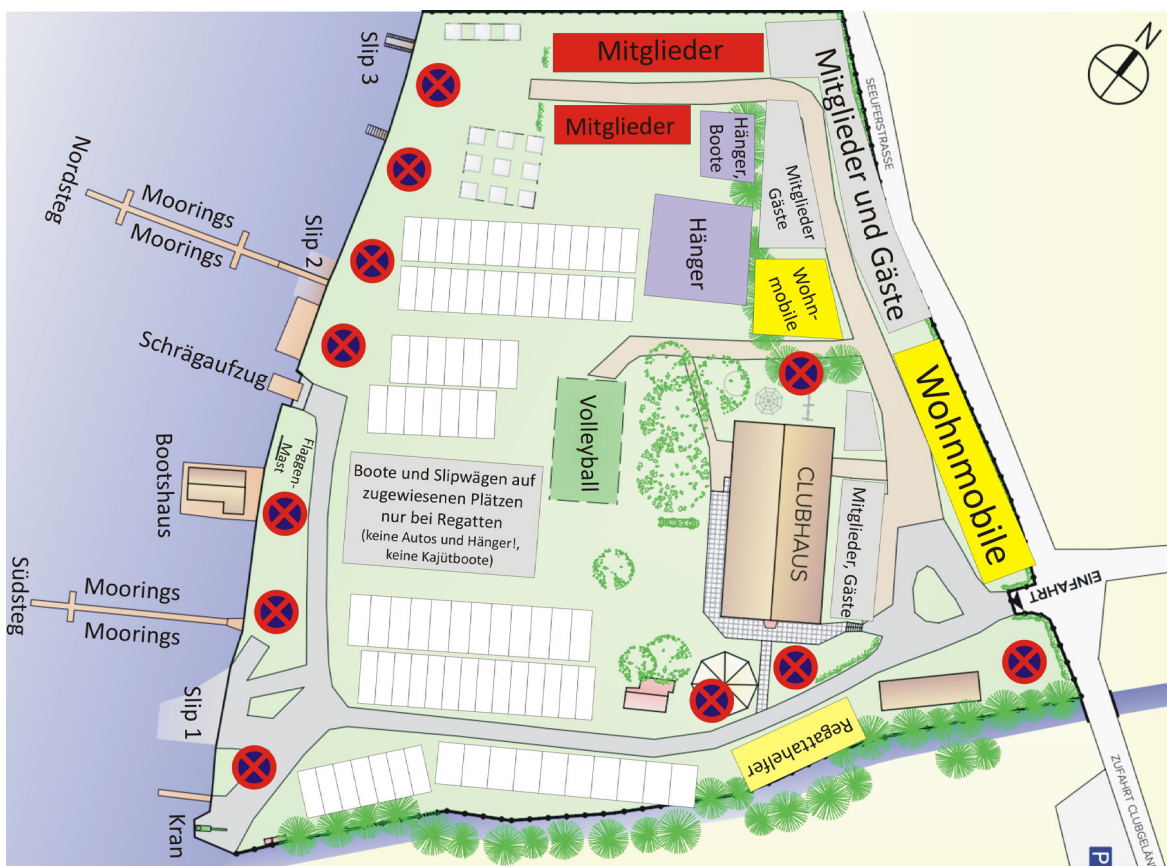 N
Slip 3
Mitglieder
Mitglieder und Gäste
SEEUFERSTRASSE
Mitglieder
Hänger,
Boote
Mitglieder
Gäste
Nordsteg
Moorings
Moorings
Slip 2
Hänger
Wohn-
mobile
Schrägaufzug
Wohnmobile
Volleyball
Flaggen-
Mast
Bootshaus
Boote und Slipwägen auf
zugewiesenen Plätzen
nur bei Regatten
(keine Autos und Hänger!,
keine Kajütboote)
CLUBHAUS
Mitglieder, Gäste
EINFAHRT
Südsteg
Moorings
Moorings
Slip 1
Regattahelfer
Kran
ZUFAHRT CLUBGELÄN
P